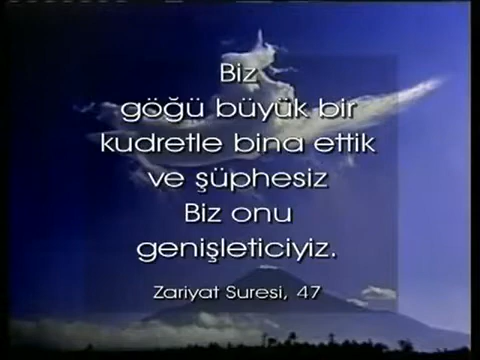 Biz
göğü büyük bir
kudretle bina ettik
ve şüphesiz
Biz onu
genişleticiyiz.
Zariyat Suresi, 47